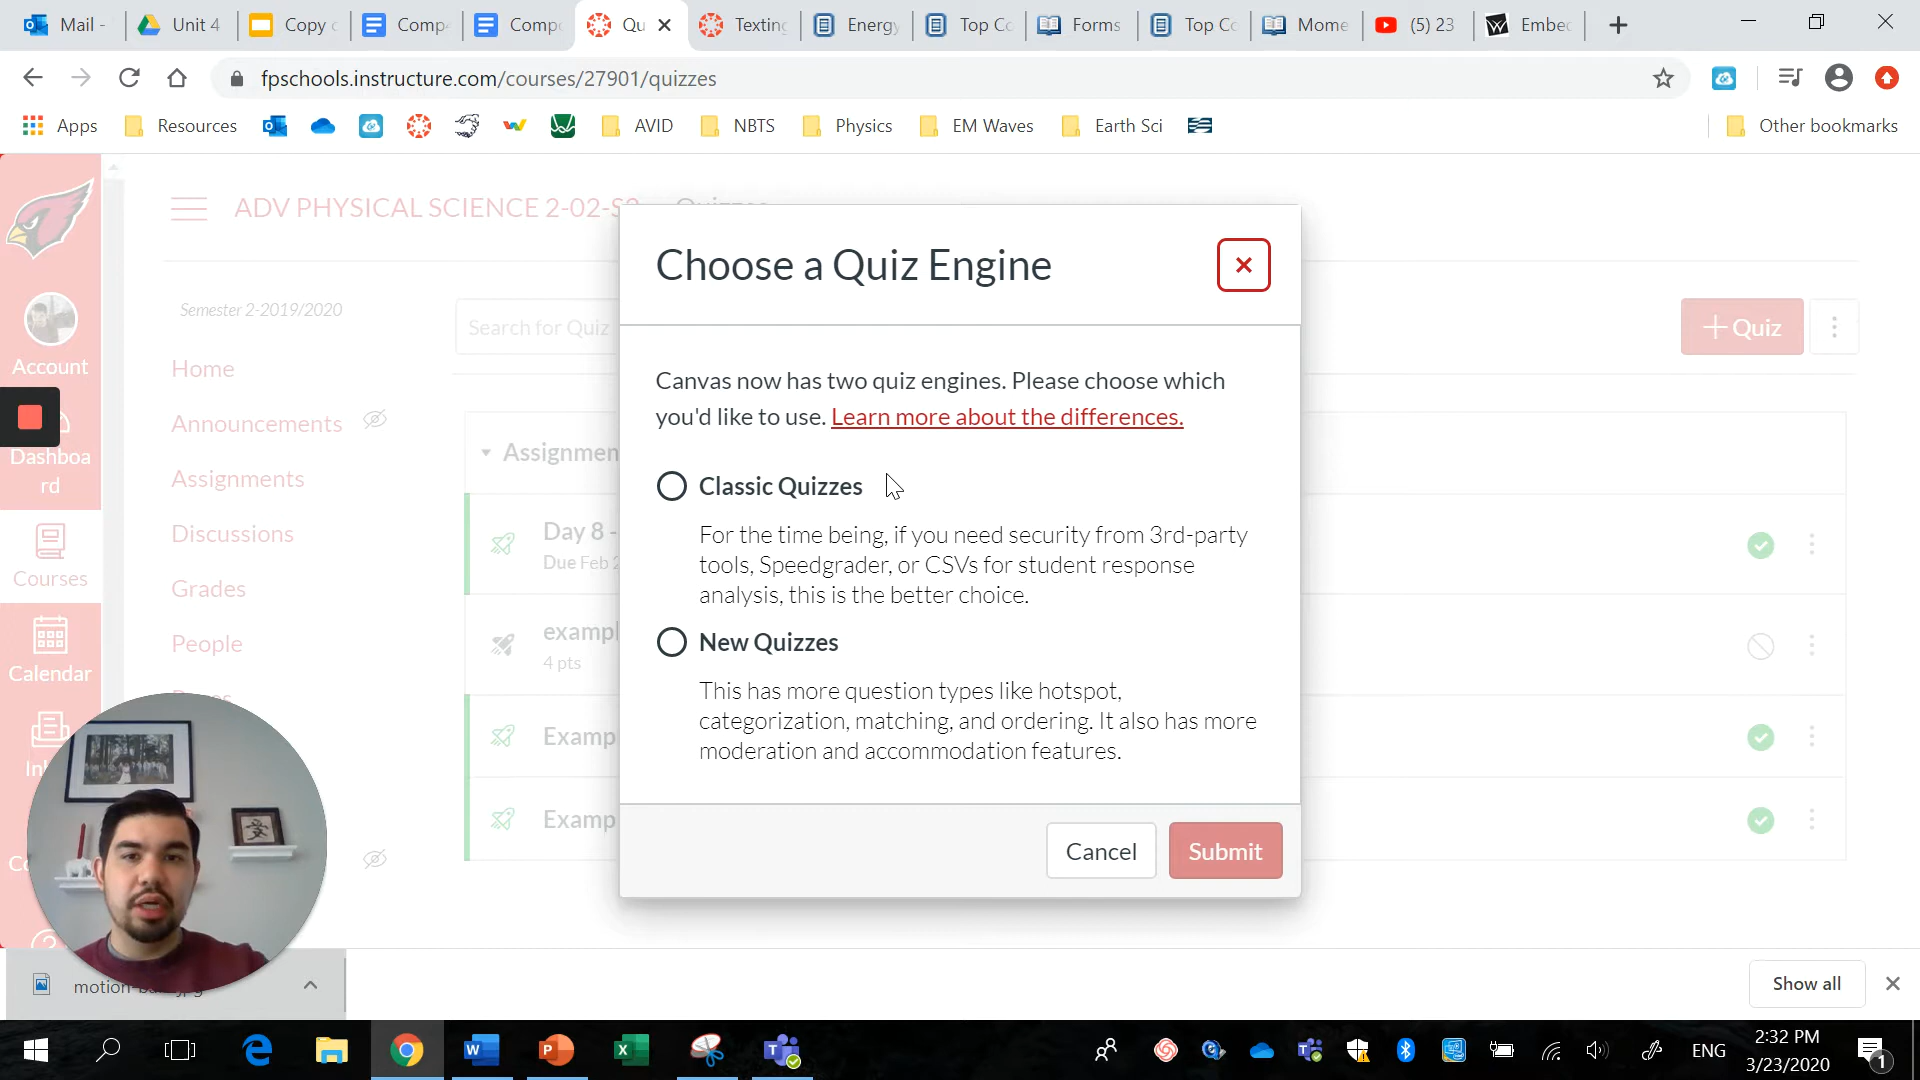 Mail -
Unit 4
Copy
Comp
Comp
Qu
Texting
Energy
Top Co
Forms
Top Co
Mome
(5) 23
Embec
fpschools.instructure.com/courses/27901/quizzes
Apps
Resources
AVID
NBTS
Physics
EM Waves
Earth Sci
Other bookmarks
ADV PHYSICAL SCIENCE 2-02-S2
Quizzes
Semester 2-2019/2020
Account
Dashboa
rd
Courses
Calendar
Home
Announcements
Assignments
Discussions
Grades
People
Search for Quiz
+ Quiz
Assignmen
Day 8 -
Due Feb 2
exampl
4 pts
Examp
Examp
Choose a Quiz Engine
Canvas now has two quiz engines. Please choose which
you'd like to use. Learn more about the differences.
Classic Quizzes
For the time being, if you need security from 3rd-party
tools, Speedgrader, or CSVs for student response
analysis, this is the better choice.
New Quizzes
This has more question types like hotspot,
categorization, matching, and ordering. It also has more
moderation and accommodation features.
Cancel
Submit
Show all
ENG
2:32 PM
3/23/2020
1